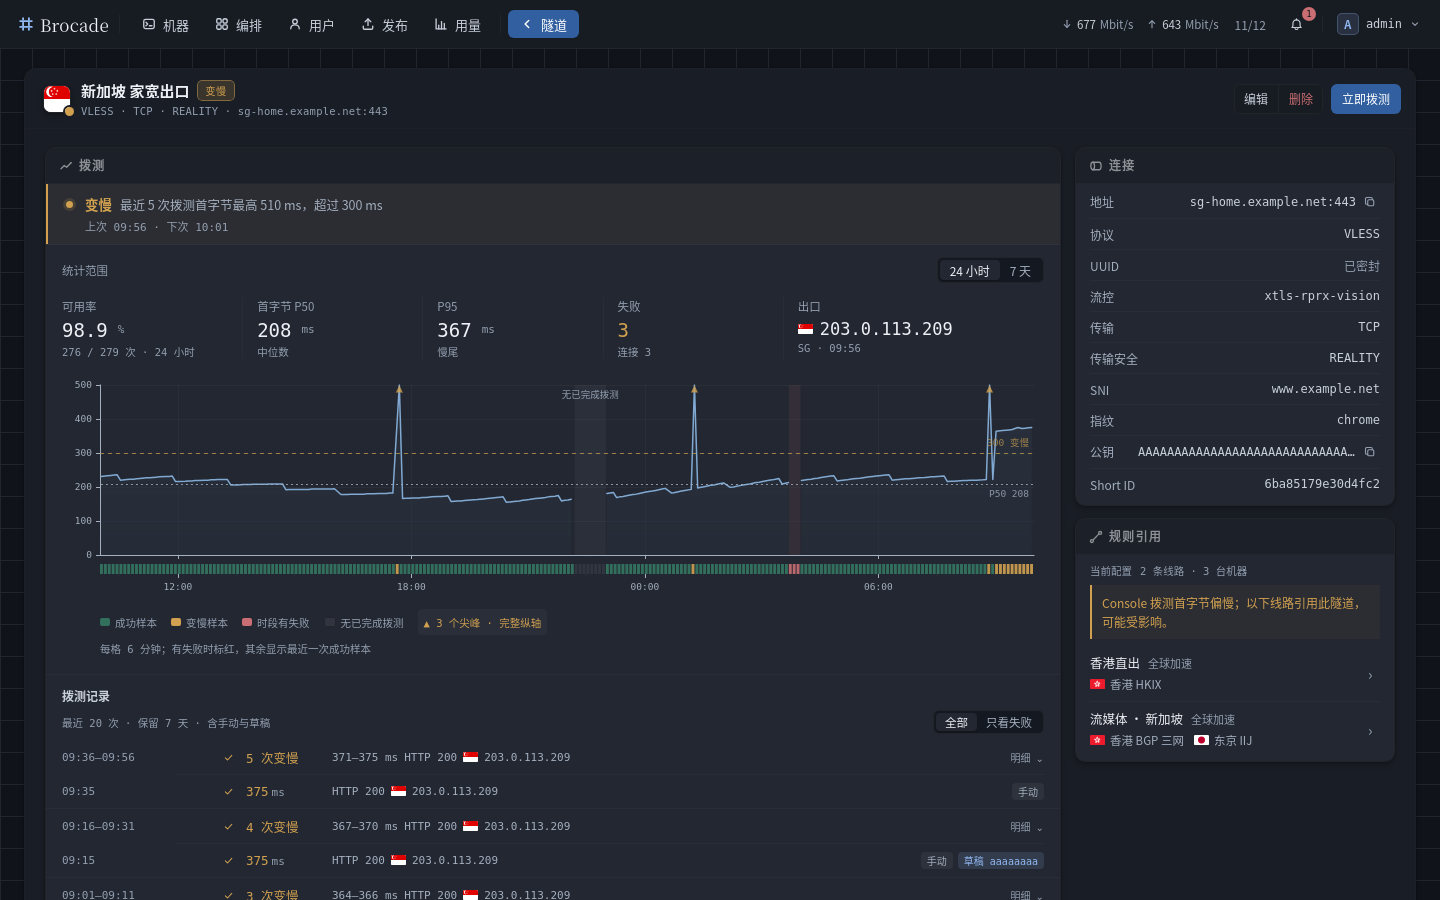 Brocade 机器 编排 用户 发布 用量 隧道 677 Mbit/s 643 Mbit/s 11/12 1 A admin
新加坡 家宽出口 变慢
VLESS · TCP · REALITY · sg-home.example.net:443
编辑 删除 立即拨测
拨测
变慢 最近 5 次拨测首字节最高 510 ms，超过 300 ms
上次 09:56 · 下次 10:01
统计范围 24 小时 7 天
可用率 首字节 P50 P95 失败 出口
98.9 % 208 ms 367 ms 3 203.0.113.209
276 / 279 次 · 24 小时 中位数 慢尾 连接 3 SG · 09:56
500
400
300
200
100
0
无已完成拨测
300 变慢
P50 208
12:00 18:00 00:00 06:00
成功样本 变慢样本 时段有失败 无已完成拨测 ▲ 3 个尖峰 · 完整纵轴
每格 6 分钟；有失败时标红，其余显示最近一次成功样本
拨测记录
最近 20 次 · 保留 7 天 · 含手动与草稿 全部 只看失败
09:36—09:56 5 次变慢 371—375 ms HTTP 200 203.0.113.209 明细
09:35 375 ms HTTP 200 203.0.113.209 手动
09:16—09:31 4 次变慢 367—370 ms HTTP 200 203.0.113.209 明细
09:15 375 ms HTTP 200 203.0.113.209 手动 草稿 aaaaaaaa
09:01—09:11 3 次变慢 364—366 ms HTTP 200 203.0.113.209 明细
连接
地址 sg-home.example.net:443
协议 VLESS
UUID 已密封
流控 xtls-rprx-vision
传输 TCP
传输安全 REALITY
SNI www.example.net
指纹 chrome
公钥 AAAAAAAAAAAAAAAAAAAAAAAAAAAAA…
Short ID 6ba85179e30d4fc2
规则引用
当前配置 2 条线路 · 3 台机器
Console 拨测首字节偏慢；以下线路引用此隧道，
可能受影响。
香港直出 全球加速
香港 HKIX
流媒体 · 新加坡 全球加速
香港 BGP 三网 东京 IIJ